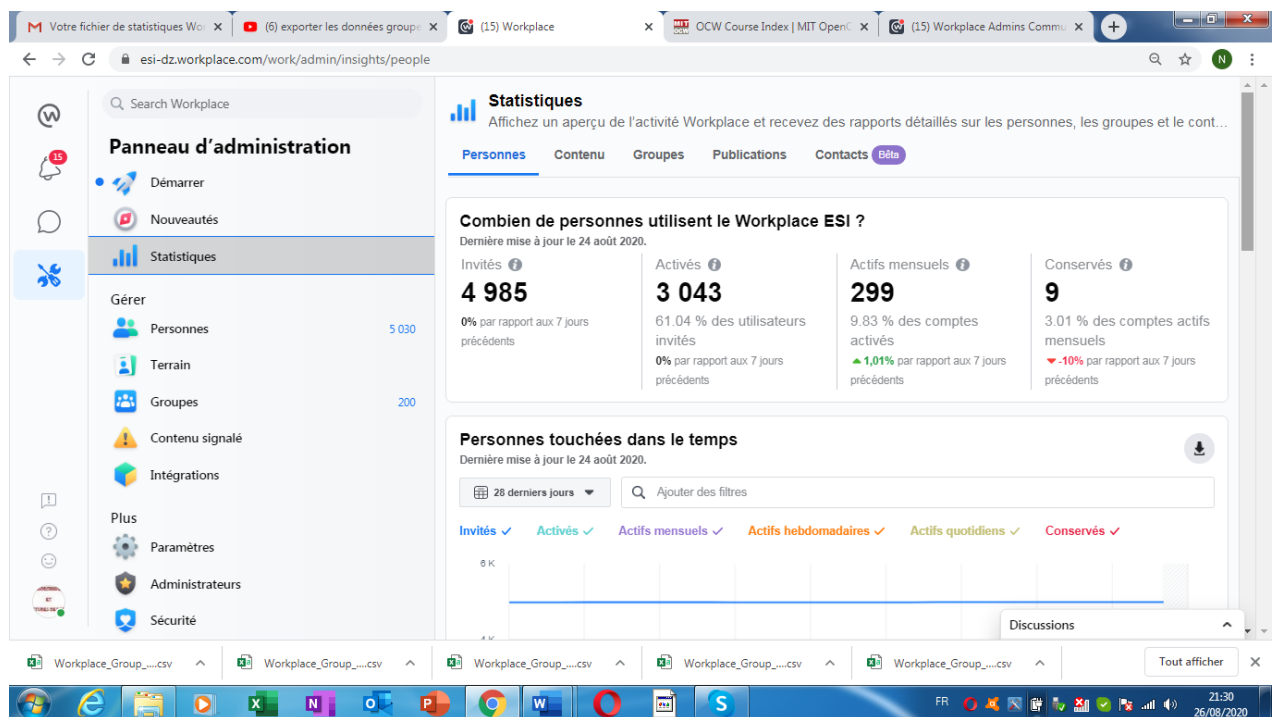 Votre fichier de statistiques Wor
(6) exporter les données groupe
(15) Workplace
OCW Course Index | MIT Open
(15) Workplace Admins Commu
esi-dz.workplace.com/work/admin/insights/people
N
Search Workplace
15
Panneau d'administration
Démarrer
Nouveautés
Statistiques
Gérer
Personnes 5 030
Terrain
Groupes 200
Contenu signalé
Intégrations
Plus
Paramètres
Administrateurs
Sécurité
Statistiques
Affichez un aperçu de l'activité Workplace et recevez des rapports détaillés sur les personnes, les groupes et le cont...
Personnes Contenu Groupes Publications Contacts Bêta
Combien de personnes utilisent le Workplace ESI ?
Dernière mise à jour le 24 août 2020.
Invités
4 985
0% par rapport aux 7 jours
précédents
Activés
3 043
61.04 % des utilisateurs
invités
0% par rapport aux 7 jours
précédents
Actifs mensuels
299
9.83 % des comptes
activés
1,01% par rapport aux 7 jours
précédents
Conservés
9
3.01 % des comptes actifs
mensuels
-10% par rapport aux 7 jours
précédents
Personnes touchées dans le temps
Dernière mise à jour le 24 août 2020.
28 derniers jours
Ajouter des filtres
Invités Activés Actifs mensuels Actifs hebdomadaires Actifs quotidiens Conservés
6 K
4 K
Discussions
Workplace_Group_....csv
Workplace_Group_....csv
Workplace_Group_....csv
Workplace_Group_....csv
Workplace_Group_....csv
Tout afficher
FR
21:30
26/08/2020